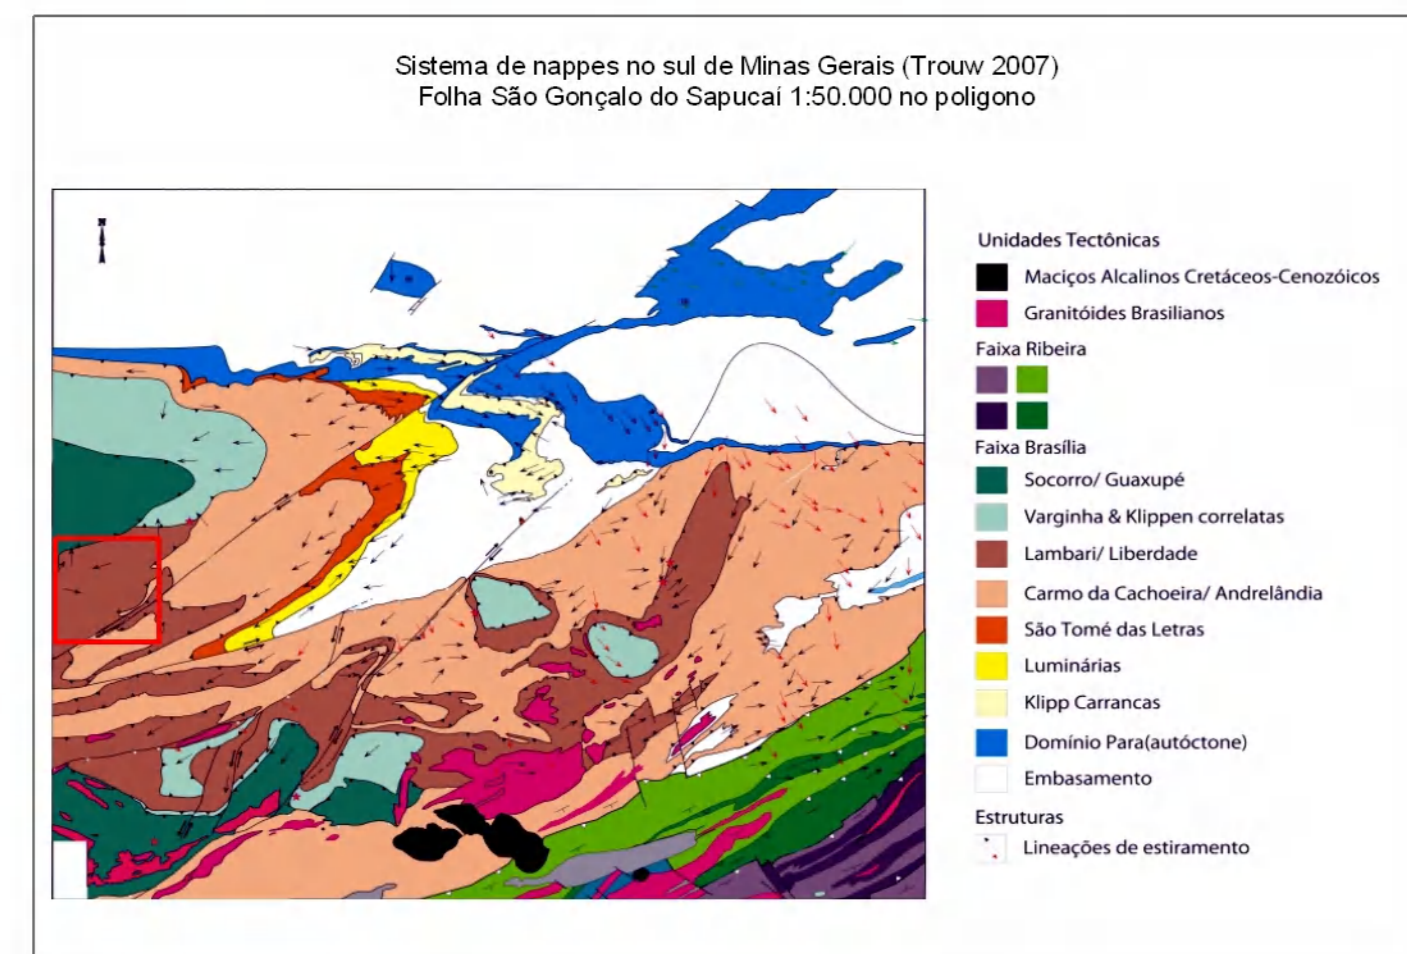 Sistema de nappes no sul de Minas Gerais (Trouw 2007)
Folha São Gonçalo do Sapucaí 1:50.000 no poligono
N
Unidades Tectônicas
Maciços Alcalinos Cretáceos-Cenozóicos
Granitóides Brasilianos
Faixa Ribeira
Faixa Brasília
Socorro/ Guaxupé
Varginha & Klippen correlatas
Lambari/ Liberdade
Carmo da Cachoeira/ Andrelândia
São Tomé das Letras
Luminárias
Klipp Carrancas
Domínio Para(autóctone)
Embasamento
Estruturas
Lineações de estiramento